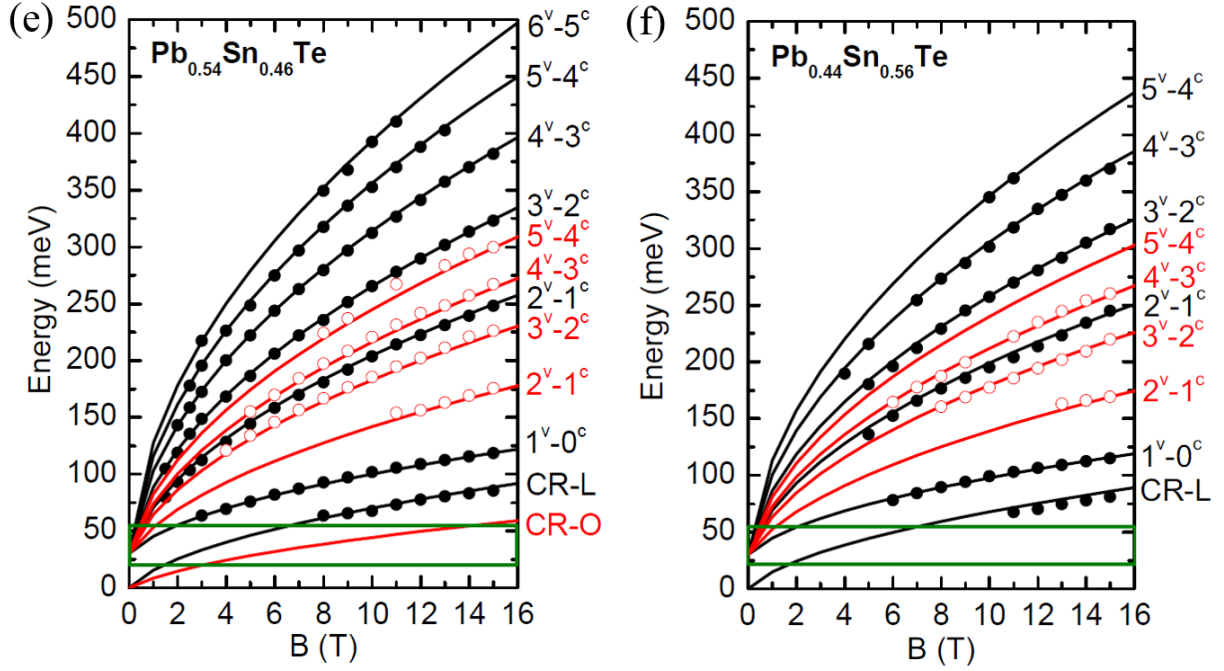 (e)
Pb0.54Sn0.46Te
Energy (meV)
500
450
400
350
300
250
200
150
100
50
0
0 2 4 6 8 10 12 14 16
B (T)
6ᵛ-5ᶜ
5ᵛ-4ᶜ
4ᵛ-3ᶜ
3ᵛ-2ᶜ
5ᵛ-4ᶜ
4ᵛ-3ᶜ
2ᵛ-1ᶜ
3ᵛ-2ᶜ
2ᵛ-1ᶜ
1ᵛ-0ᶜ
CR-L
CR-O
(f)
Pb0.44Sn0.56Te
Energy (meV)
500
450
400
350
300
250
200
150
100
50
0
0 2 4 6 8 10 12 14 16
B (T)
5ᵛ-4ᶜ
4ᵛ-3ᶜ
3ᵛ-2ᶜ
5ᵛ-4ᶜ
4ᵛ-3ᶜ
2ᵛ-1ᶜ
3ᵛ-2ᶜ
2ᵛ-1ᶜ
1ᵛ-0ᶜ
CR-L